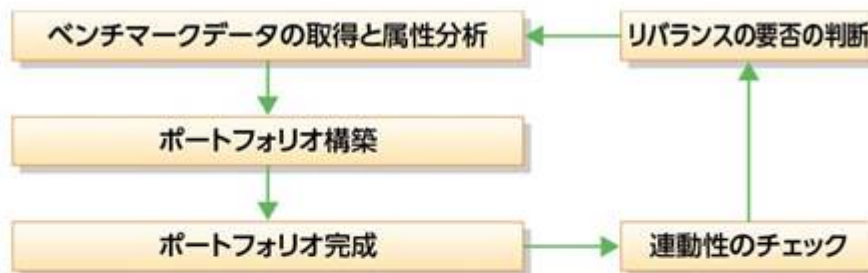 ベンチマークデータの取得と属性分析
リバランスの要否の判断
ポートフォリオ構築
ポートフォリオ完成
連動性のチェック